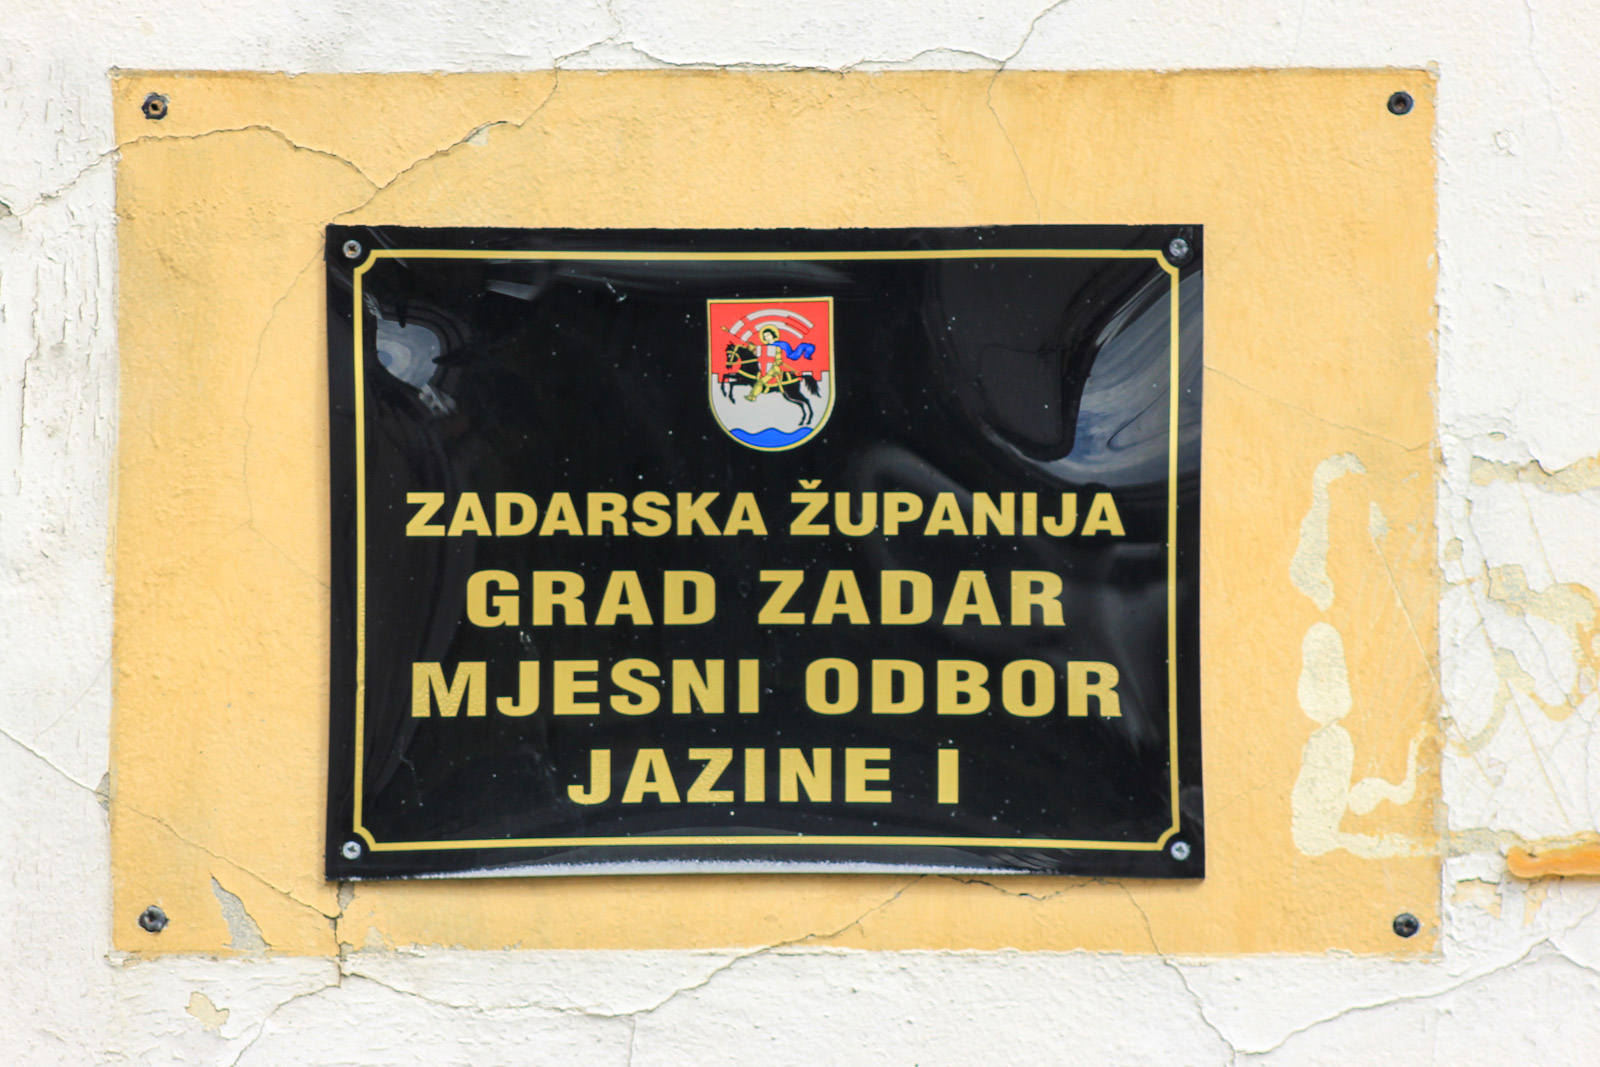 ZADARSKA ŽUPANIJA
GRAD ZADAR
MJESNI ODBOR
JAZINE I